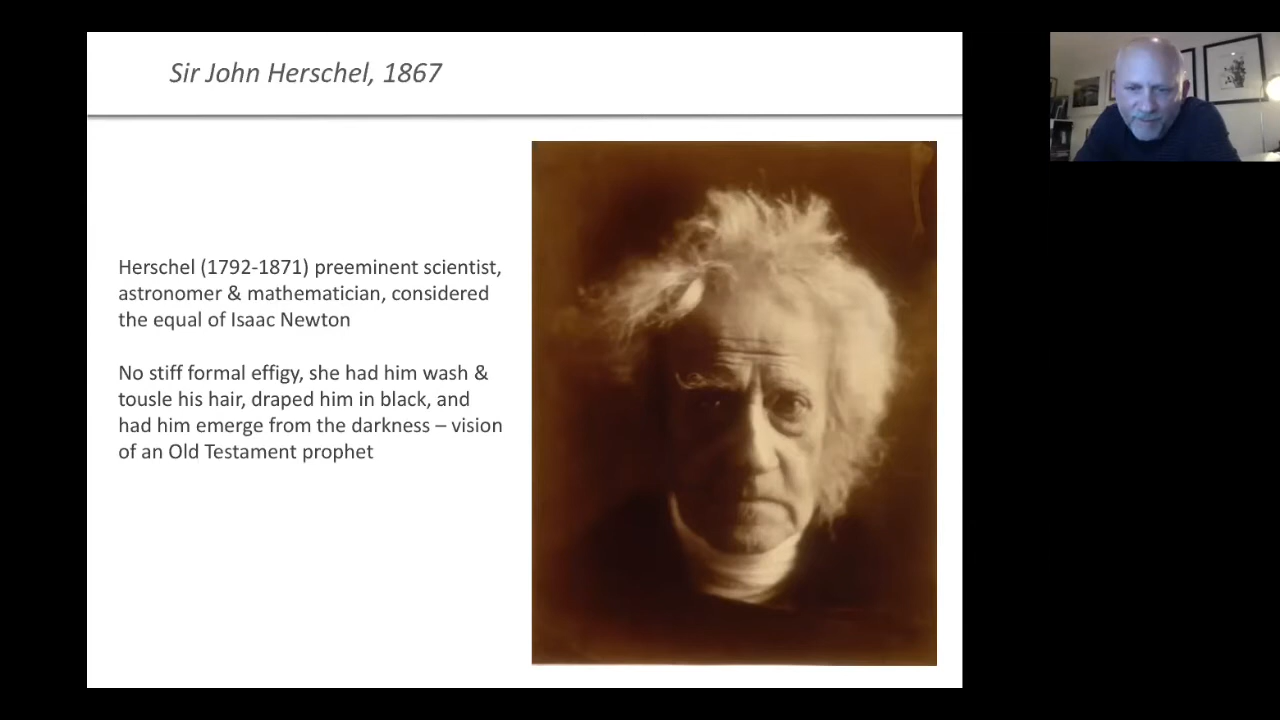 Sir John Herschel, 1867
Herschel (1792-1871) preeminent scientist,
astronomer & mathematician, considered
the equal of Isaac Newton
No stiff formal effigy, she had him wash &
tousle his hair, draped him in black, and
had him emerge from the darkness – vision
of an Old Testament prophet